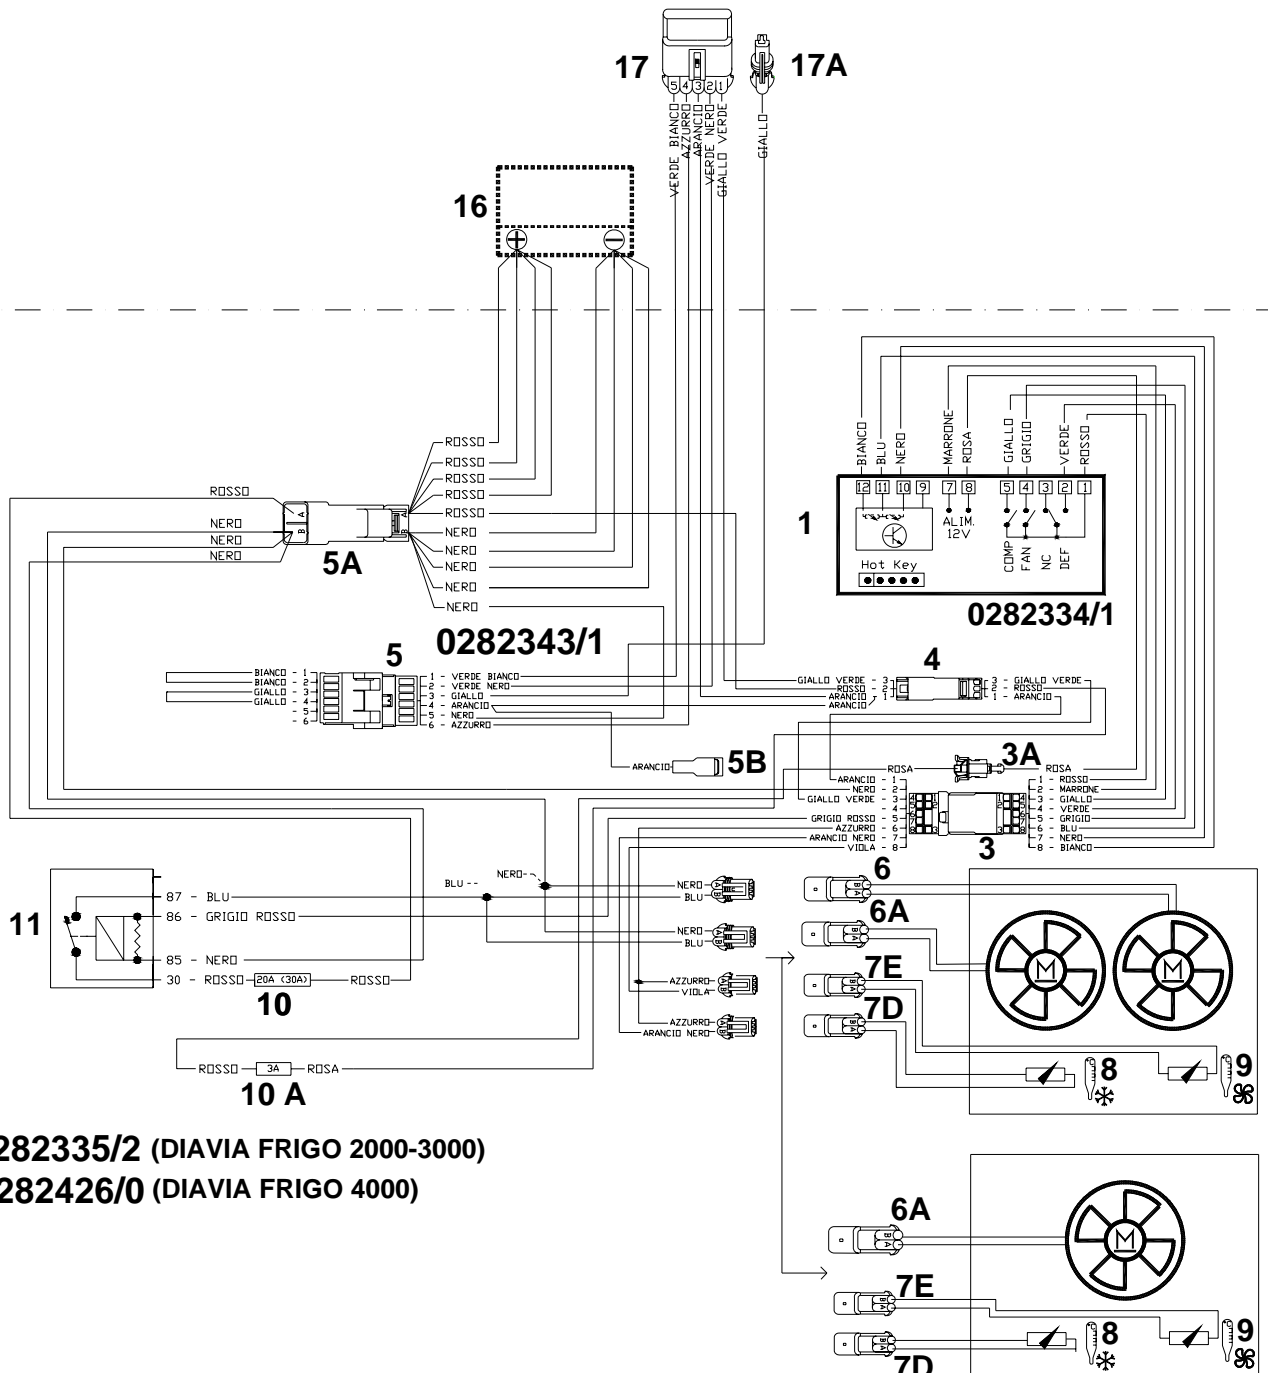 17
17A
5
4
3
2
1
VERDE BIANCO
AZZURRO
ARANCIO
VERDE NERO
GIALLO VERDE
GIALLO
16
+
−
ROSSO
ROSSO
ROSSO
ROSSO
ROSSO
NERO
NERO
NERO
NERO
NERO
ROSSO
NERO
NERO
NERO
A
B
A
B
5A
0282343/1
BIANCO
BLU
NERO
MARRONE
ROSA
GIALLO
GRIGIO
VERDE
ROSSO
12
11
10
9
7
8
5
4
3
2
1
1
ALIM.
12V
COMP
FAN
NC
DEF
Hot Key
0282334/1
5
BIANCO - 1
BIANCO - 2
GIALLO - 3
GIALLO - 4
- 5
- 6
1 - VERDE BIANCO
2 - VERDE NERO
3 - GIALLO
4 - ARANCIO
5 - NERO
6 - AZZURRO
ARANCIO
5B
4
GIALLO VERDE - 3
ROSSO - 2
ARANCIO - 1
ARANCIO
3 - GIALLO VERDE
2 - ROSSO
1 - ARANCIO
3A
ROSA
ROSA
ARANCIO - 1
NERO - 2
GIALLO VERDE - 3
- 4
GRIGIO ROSSO - 5
AZZURRO - 6
ARANCIO NERO - 7
VIOLA - 8
1 - ROSSO
2 - MARRONE
3 - GIALLO
4 - VERDE
5 - GRIGIO
6 - BLU
7 - NERO
8 - BIANCO
3
11
87 - BLU
86 - GRIGIO ROSSO
85 - NERO
30 - ROSSO
20A (30A)
ROSSO
10
BLU --
NERO--
NERO
BLU
NERO
BLU
AZZURRO
VIOLA
AZZURRO
ARANCIO NERO
ROSSO
3A
ROSA
10 A
6
6A
7E
7D
M
M
8
9
282335/2 (DIAVIA FRIGO 2000-3000)
282426/0 (DIAVIA FRIGO 4000)
6A
7E
7D
M
8
9